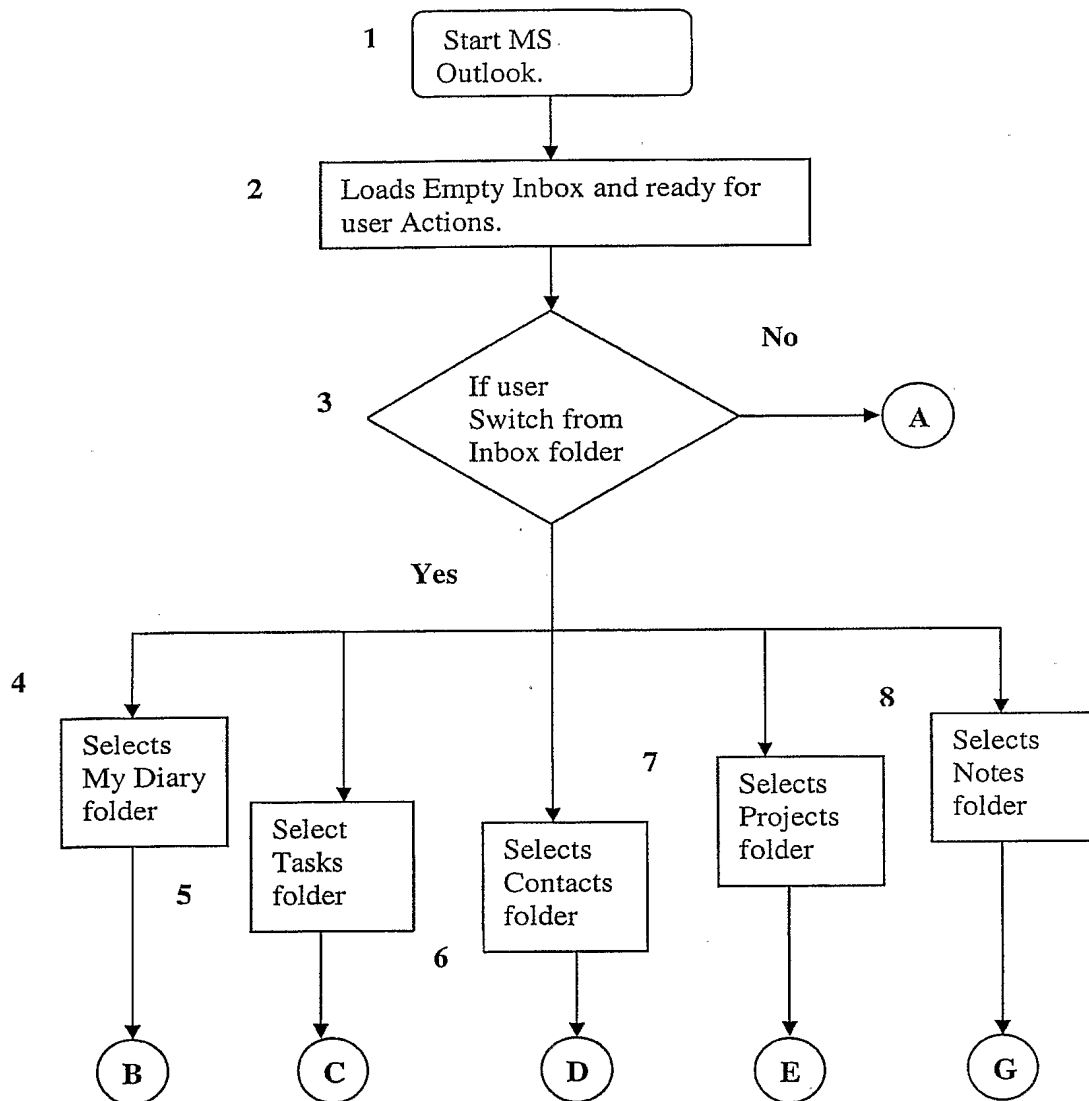 1
Start MS
Outlook.
2
Loads Empty Inbox and ready for
user Actions.
No
3
If user
Switch from
Inbox folder
A
Yes
4
Selects
My Diary
folder
5
Select
Tasks
folder
6
Selects
Contacts
folder
7
Selects
Projects
folder
8
Selects
Notes
folder
B
C
D
E
G